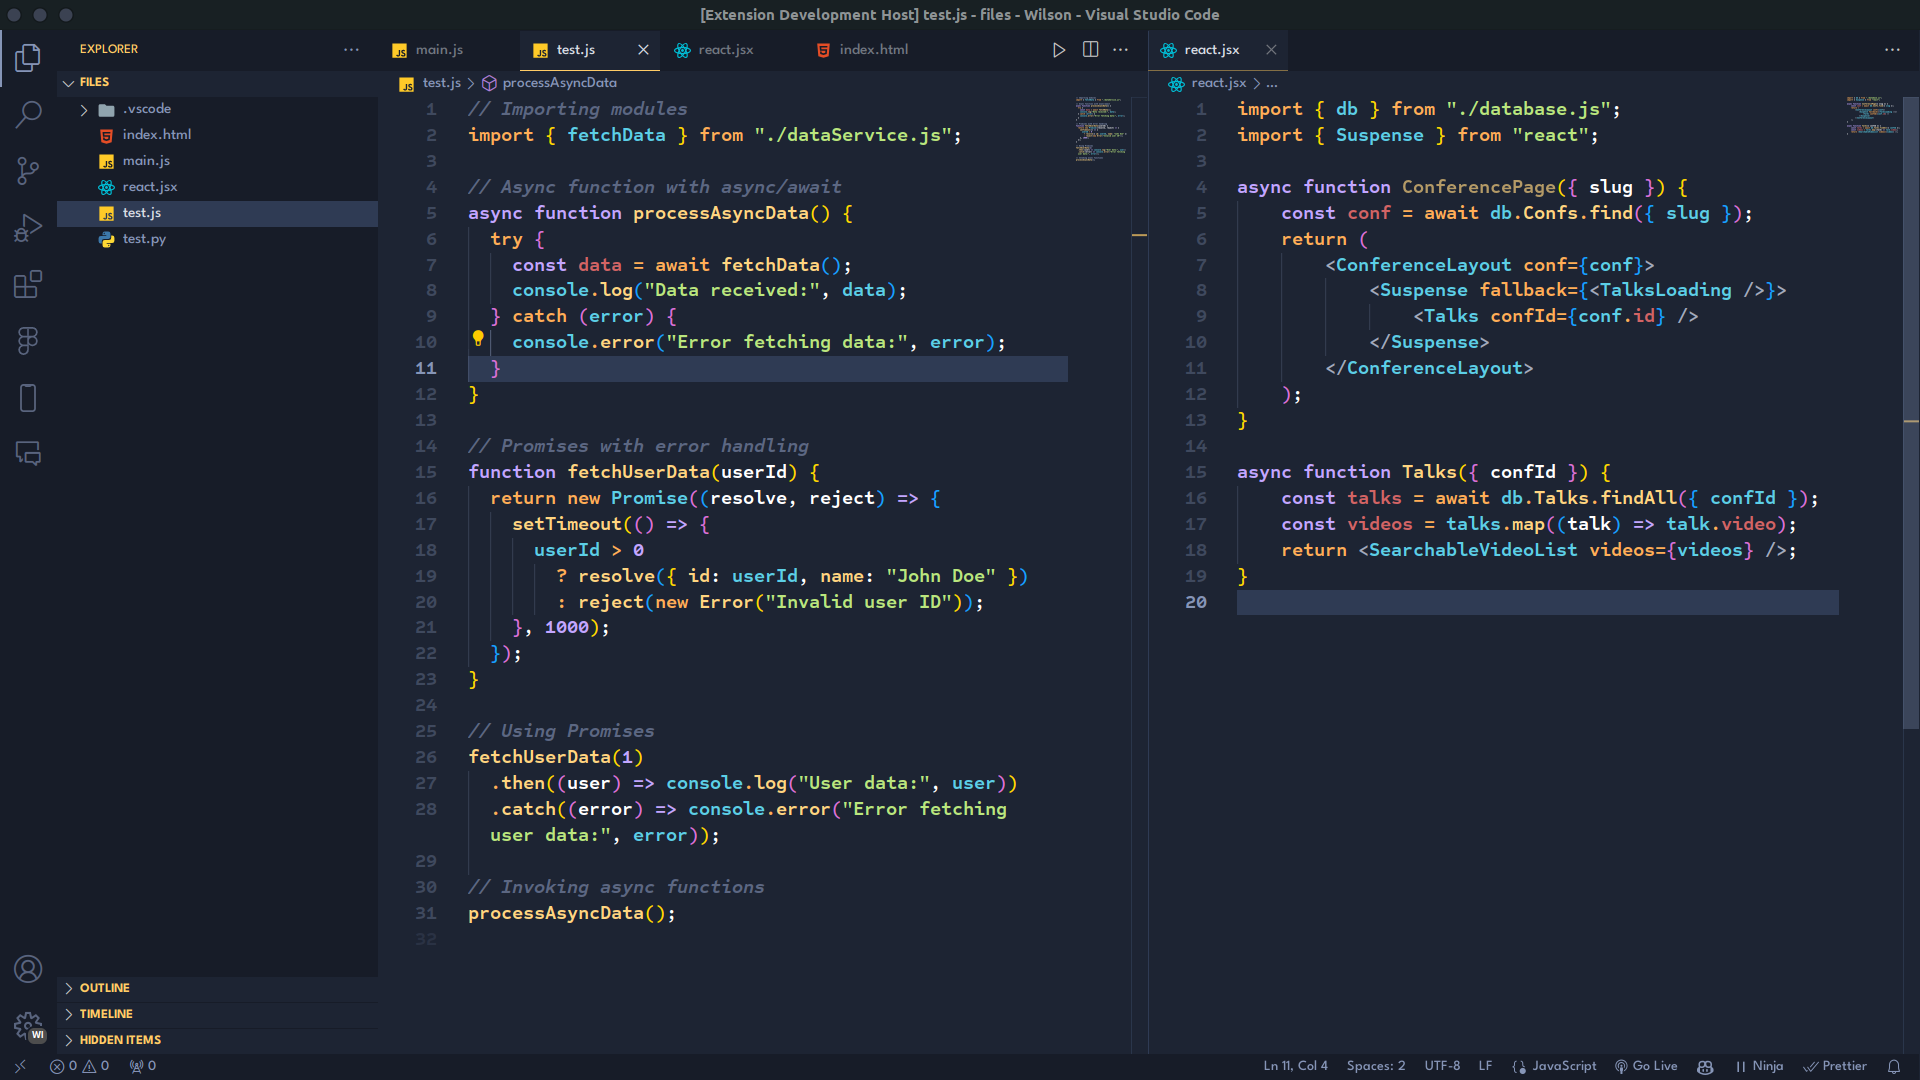 [Extension Development Host] test.js - files - Wilson - Visual Studio Code
EXPLORER
FILES
.vscode
index.html
main.js
react.jsx
test.js
test.py
OUTLINE
TIMELINE
HIDDEN ITEMS
main.js test.js react.jsx index.html
test.js > processAsyncData
1 // Importing modules
2 import { fetchData } from "./dataService.js";
3
4 // Async function with async/await
5 async function processAsyncData() {
6 try {
7 const data = await fetchData();
8 console.log("Data received:", data);
9 } catch (error) {
10 console.error("Error fetching data:", error);
11 }
12 }
13
14 // Promises with error handling
15 function fetchUserData(userId) {
16 return new Promise((resolve, reject) => {
17 setTimeout(() => {
18 userId > 0
19 ? resolve({ id: userId, name: "John Doe" })
20 : reject(new Error("Invalid user ID"));
21 }, 1000);
22 });
23 }
24
25 // Using Promises
26 fetchUserData(1)
27 .then((user) => console.log("User data:", user))
28 .catch((error) => console.error("Error fetching
user data:", error));
29
30 // Invoking async functions
31 processAsyncData();
32
react.jsx
react.jsx > ...
1 import { db } from "./database.js";
2 import { Suspense } from "react";
3
4 async function ConferencePage({ slug }) {
5 const conf = await db.Confs.find({ slug });
6 return (
7 <ConferenceLayout conf={conf}>
8 <Suspense fallback={<TalksLoading />}>
9 <Talks confId={conf.id} />
10 </Suspense>
11 </ConferenceLayout>
12 );
13 }
14
15 async function Talks({ confId }) {
16 const talks = await db.Talks.findAll({ confId });
17 const videos = talks.map((talk) => talk.video);
18 return <SearchableVideoList videos={videos} />;
19 }
20
WI
0 0 0
Ln 11, Col 4 Spaces: 2 UTF-8 LF JavaScript Go Live Ninja Prettier